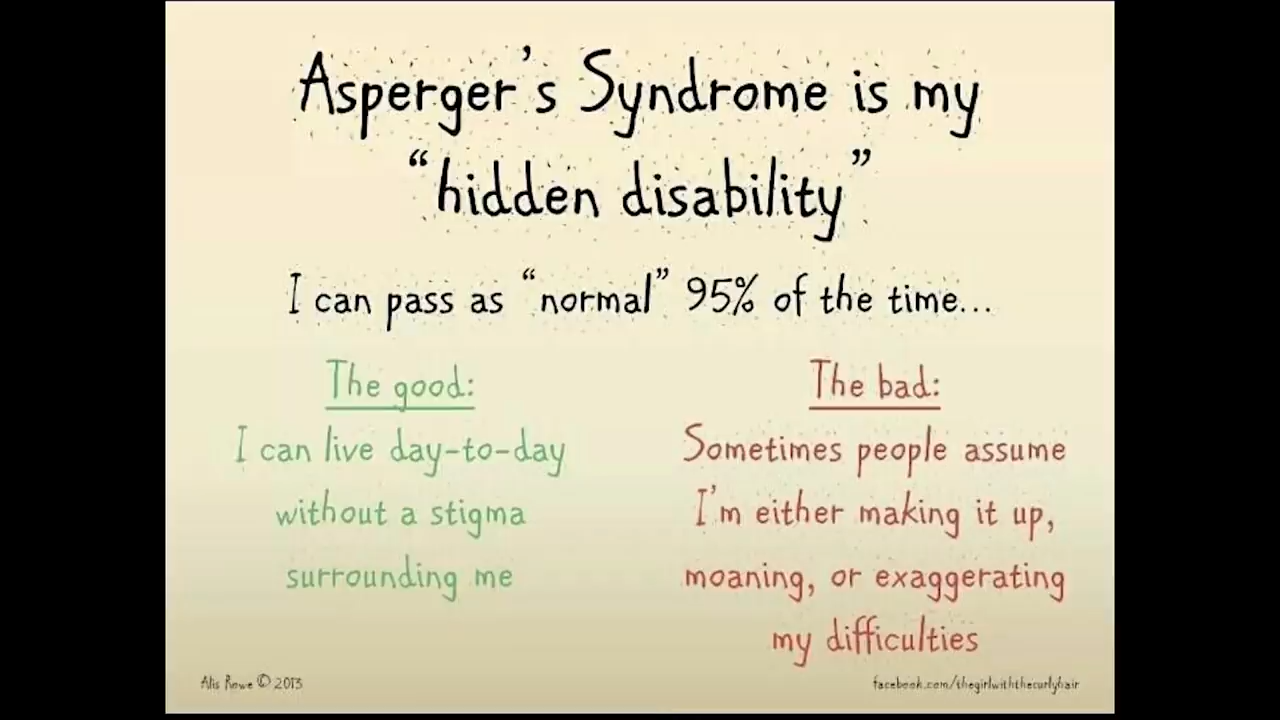 Asperger's Syndrome is my
“hidden disability”
I can pass as “normal” 95% of the time...
The good:
I can live day-to-day
without a stigma
surrounding me
The bad:
Sometimes people assume
I'm either making it up,
moaning, or exaggerating
my difficulties
Alis Rowe © 2013
facebook.com/thegirlwiththecurlyhair